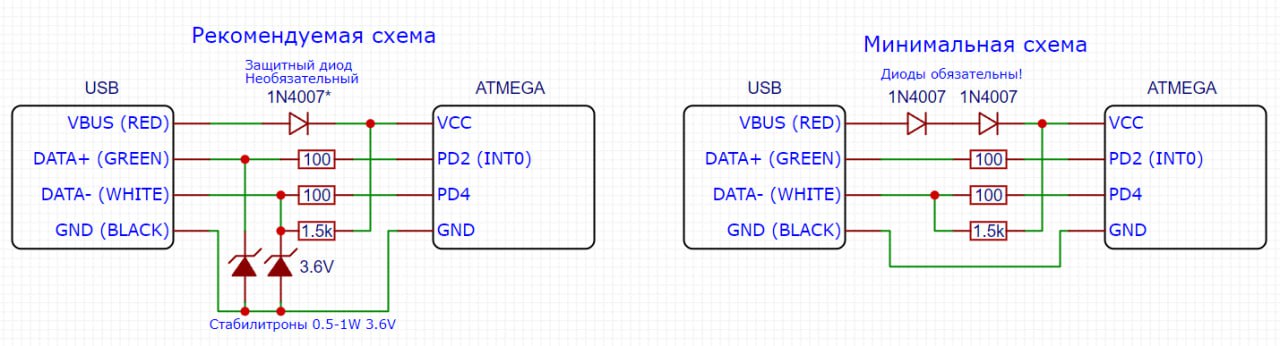 Рекомендуемая схема
Защитный диод
Необязательный
1N4007*
USB
ATMEGA
VBUS (RED)
VCC
DATA+ (GREEN)
100
PD2 (INT0)
DATA- (WHITE)
100
PD4
GND (BLACK)
1.5k
GND
3.6V
Стабилитроны 0.5-1W 3.6V
Минимальная схема
Диоды обязательны!
1N4007
1N4007
USB
ATMEGA
VBUS (RED)
VCC
DATA+ (GREEN)
100
PD2 (INT0)
DATA- (WHITE)
100
PD4
GND (BLACK)
1.5k
GND